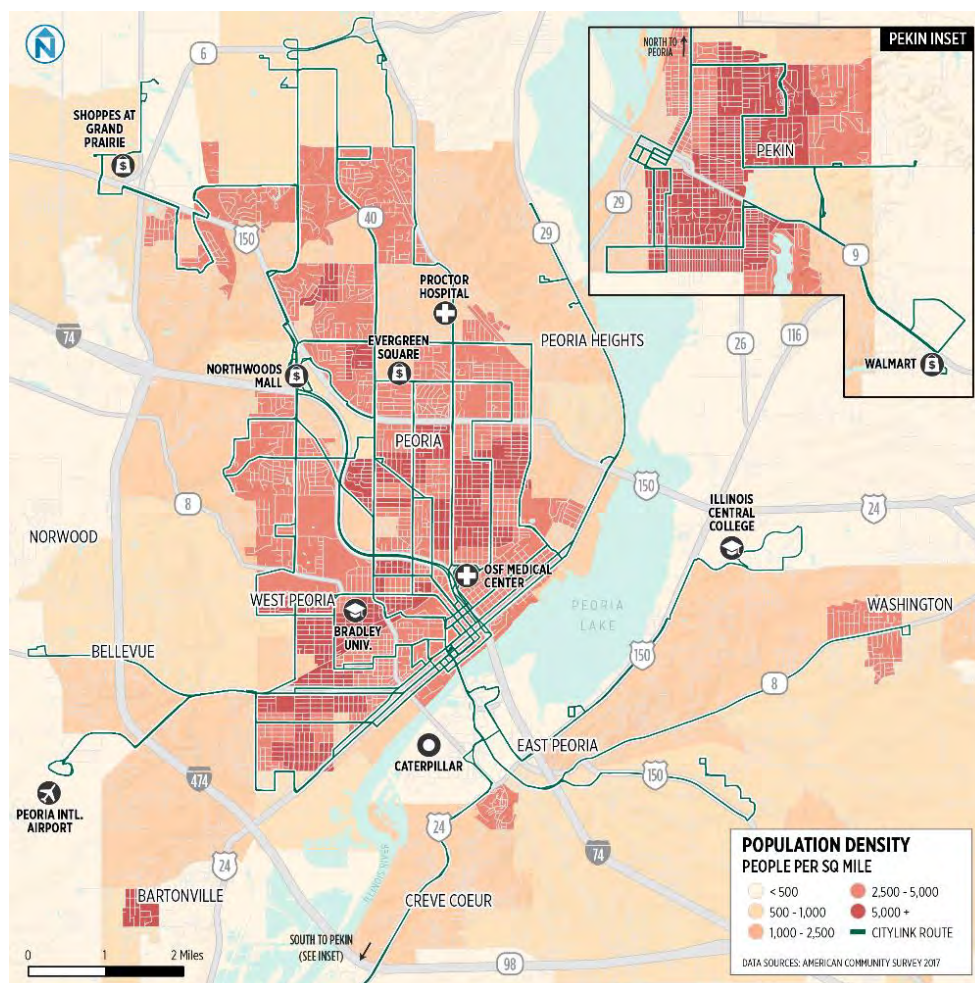 N
6
SHOPPES AT
GRAND
PRAIRIE
$
150
40
29
74
PROCTOR
HOSPITAL
EVERGREEN
SQUARE
$
NORTHWOODS
MALL
$
PEORIA HEIGHTS
PEORIA
8
NORWOOD
26
116
150
24
ILLINOIS
CENTRAL
COLLEGE
OSF MEDICAL
CENTER
WEST PEORIA
BRADLEY
UNIV.
PEORIA
LAKE
WASHINGTON
BELLEVUE
150
8
EAST PEORIA
CATERPILLAR
150
474
PEORIA INTL.
AIRPORT
24
24
74
BARTONVILLE
ILLINOIS RIVER
CREVE COEUR
SOUTH TO PEKIN
(SEE INSET)
98
0 1 2 Miles
PEKIN INSET
NORTH TO
PEORIA
PEKIN
29
9
WALMART
$
POPULATION DENSITY
PEOPLE PER SQ MILE
< 500
500 - 1,000
1,000 - 2,500
2,500 - 5,000
5,000 +
CITYLINK ROUTE
DATA SOURCES: AMERICAN COMMUNITY SURVEY 2017